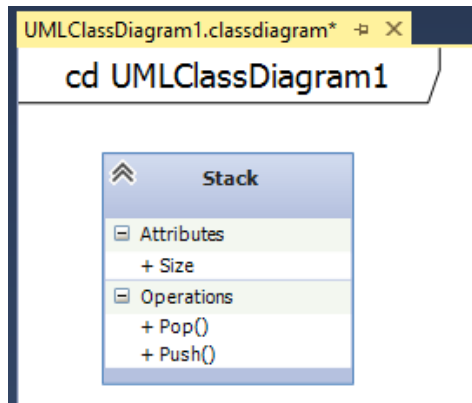 UMLClassDiagram1.classdiagram*
cd UMLClassDiagram1
Stack
Attributes
+ Size
Operations
+ Pop()
+ Push()